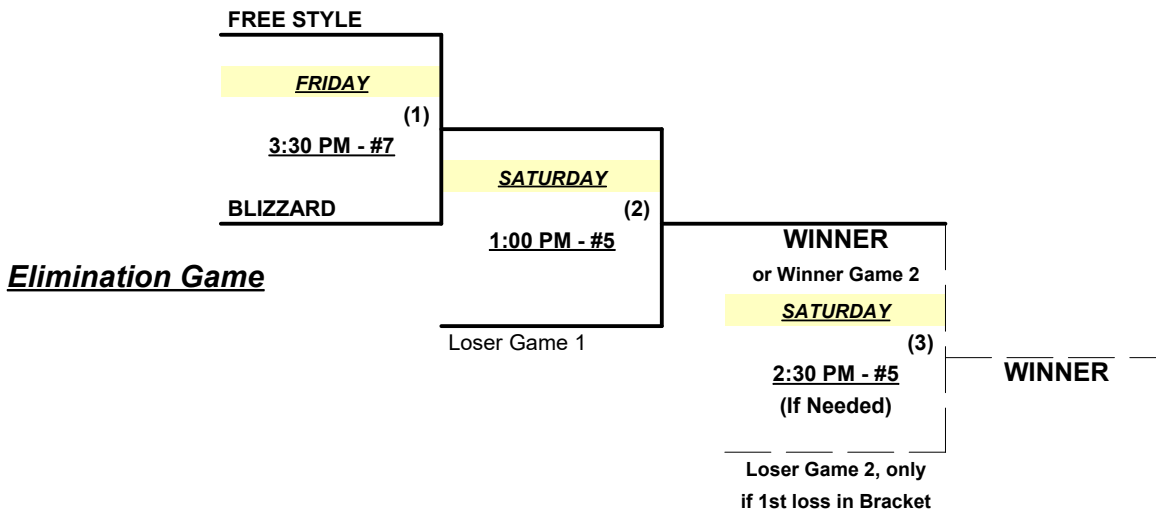 FREE STYLE
FRIDAY
(1)
3:30 PM - #7
BLIZZARD
SATURDAY
(2)
1:00 PM - #5
Loser Game 1
Elimination Game
WINNER
or Winner Game 2
SATURDAY
(3)
2:30 PM - #5
(If Needed)
WINNER
Loser Game 2, only
if 1st loss in Bracket